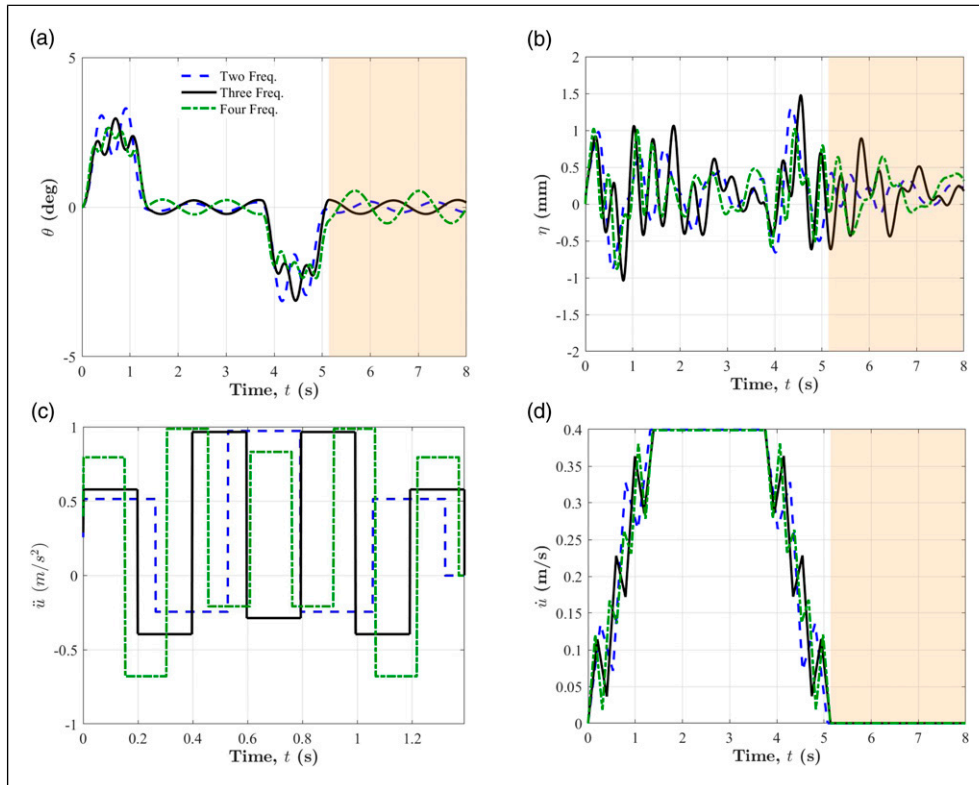 (a)
5
Two Freq.
Three Freq.
Four Freq.
θ (deg)
0
-5
0 1 2 3 4 5 6 7 8
Time, t (s)
(b)
2
1.5
1
0.5
0
-0.5
-1
-1.5
-2
η (mm)
0 1 2 3 4 5 6 7 8
Time, t (s)
(c)
1
0.5
0
-0.5
-1
ü (m/s²)
0 0.2 0.4 0.6 0.8 1 1.2
Time, t (s)
(d)
0.4
0.35
0.3
0.25
0.2
0.15
0.1
0.05
0
u̇ (m/s)
0 1 2 3 4 5 6 7 8
Time, t (s)